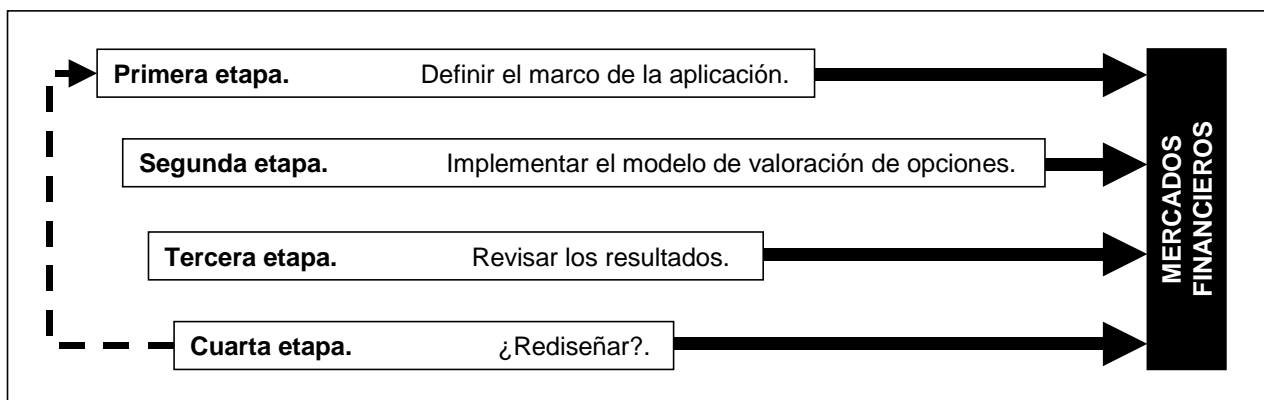 Primera etapa. Definir el marco de la aplicación.
Segunda etapa. Implementar el modelo de valoración de opciones.
Tercera etapa. Revisar los resultados.
Cuarta etapa. ¿Rediseñar?.
MERCADOS
FINANCIEROS